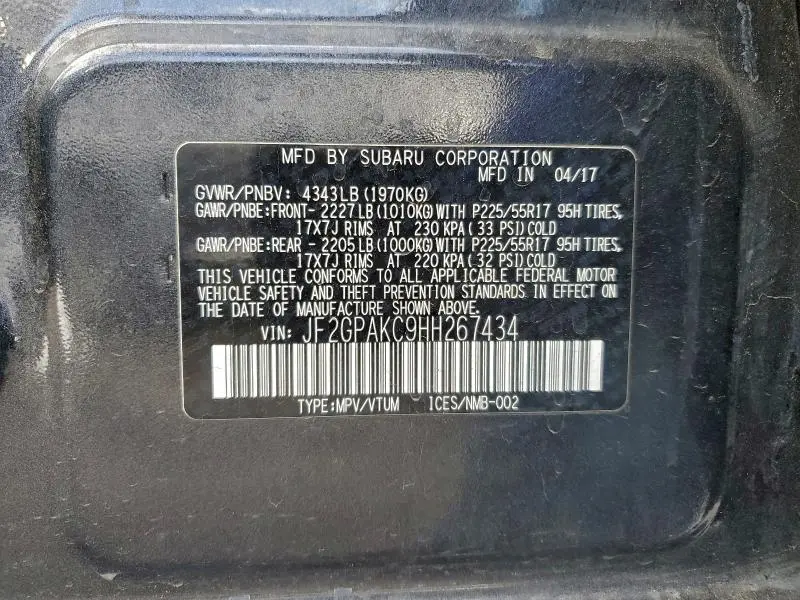 MFD BY SUBARU CORPORATION
MFD IN 04/17
GVWR/PNBV: 4343LB (1970KG)
GAWR/PNBE:FRONT- 2227LB(1010KG) WITH P225/55R17 95H TIRES,
17X7J RIMS AT 230 KPA ( 33 PSI) COLD
GAWR/PNBE:REAR - 2205LB (1000KG) WITH P225/55R17 95H TIRES,
17X7J RIMS AT 220 KPA ( 32 PSI) COLD
THIS VEHICLE CONFORMS TO ALL APPLICABLE FEDERAL MOTOR
VEHICLE SAFETY AND THEFT PREVENTION STANDARDS IN EFFECT ON
THE DATE OF MANUFACTURE SHOWN ABOVE.
VIN: JF2GPAKC9HH267434
TYPE:MPV/VTUM ICES/NMB-002